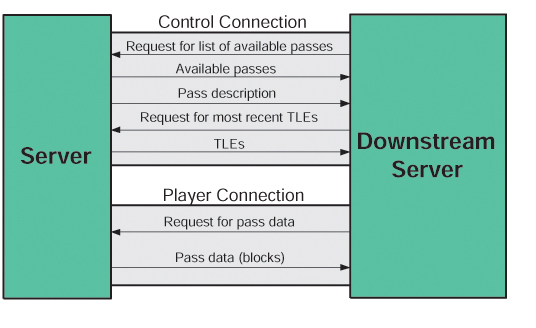 Control Connection
Request for list of available passes
Available passes
Pass description
Request for most recent TLEs
TLEs
Server
Downstream
Server
Player Connection
Request for pass data
Pass data (blocks)